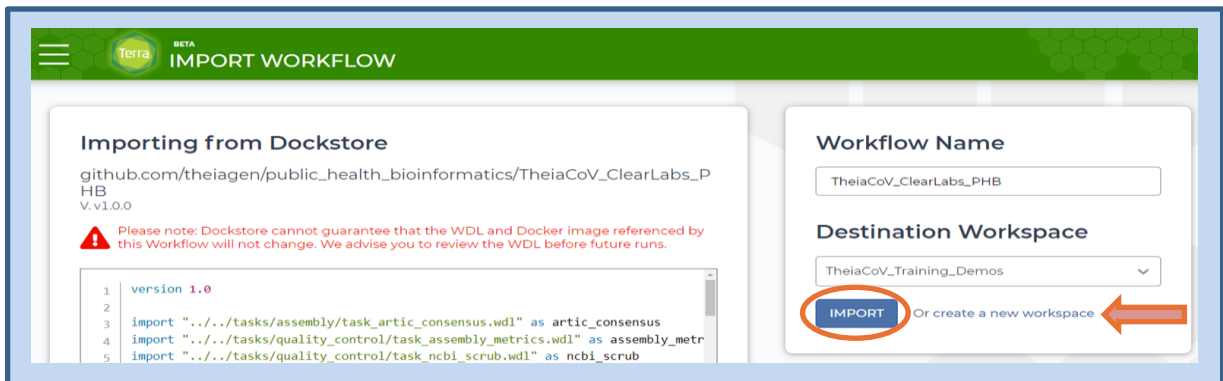 Terra
BETA
IMPORT WORKFLOW
Importing from Dockstore
github.com/theiagen/public_health_bioinformatics/TheiaCoV_ClearLabs_P
HB
V. v1.0.0
Please note: Dockstore cannot guarantee that the WDL and Docker image referenced by
this Workflow will not change. We advise you to review the WDL before future runs.
1 version 1.0
2
3 import "../../tasks/assembly/task_artic_consensus.wdl" as artic_consensus
4 import "../../tasks/quality_control/task_assembly_metrics.wdl" as assembly_metr
5 import "../../tasks/quality_control/task_ncbi_scrub.wdl" as ncbi_scrub
Workflow Name
TheiaCoV_ClearLabs_PHB
Destination Workspace
TheiaCoV_Training_Demos
IMPORT Or create a new workspace